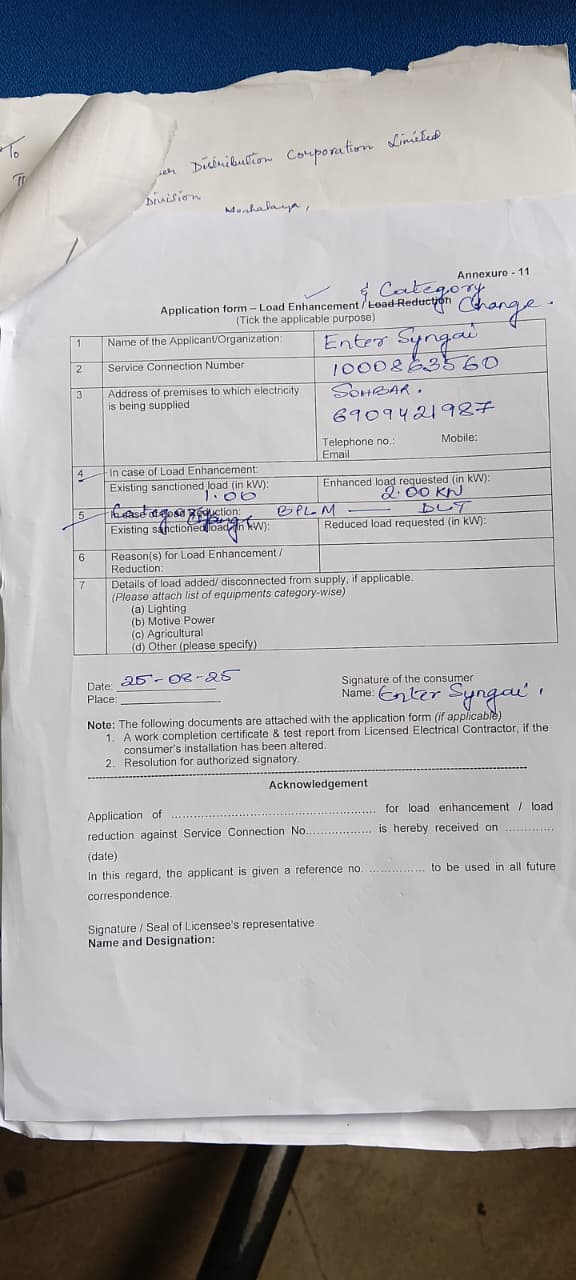 To
Distribution Corporation Limited
Division
Annexure - 11
& Category
Application form – Load Enhancement / Load Reduction Change.
(Tick the applicable purpose)
1 Name of the Applicant/Organization: Enter Syngai
2 Service Connection Number 1000863560
3 Address of premises to which electricity is being supplied SOHBAR.
6909421987
Telephone no.: Mobile:
Email
4 In case of Load Enhancement:
Existing sanctioned load (in kW): Enhanced load requested (in kW):
1.00 2.00 KW
5 In case of Load Reduction: Category Change BPLM — DLT
Existing sanctioned load (in kW): Reduced load requested (in kW):
6 Reason(s) for Load Enhancement /
Reduction:
7 Details of load added/ disconnected from supply, if applicable.
(Please attach list of equipments category-wise)
(a) Lighting
(b) Motive Power
(c) Agricultural
(d) Other (please specify)
Date: 25-08-25 Signature of the consumer
Place: Name: Enter Syngai.
Note: The following documents are attached with the application form (if applicable)
1. A work completion certificate & test report from Licensed Electrical Contractor, if the
consumer's installation has been altered.
2. Resolution for authorized signatory.
Acknowledgement
Application of ........................................................ for load enhancement / load
reduction against Service Connection No.................. is hereby received on .............
(date)
In this regard, the applicant is given a reference no. ............... to be used in all future
correspondence.
Signature / Seal of Licensee's representative
Name and Designation: